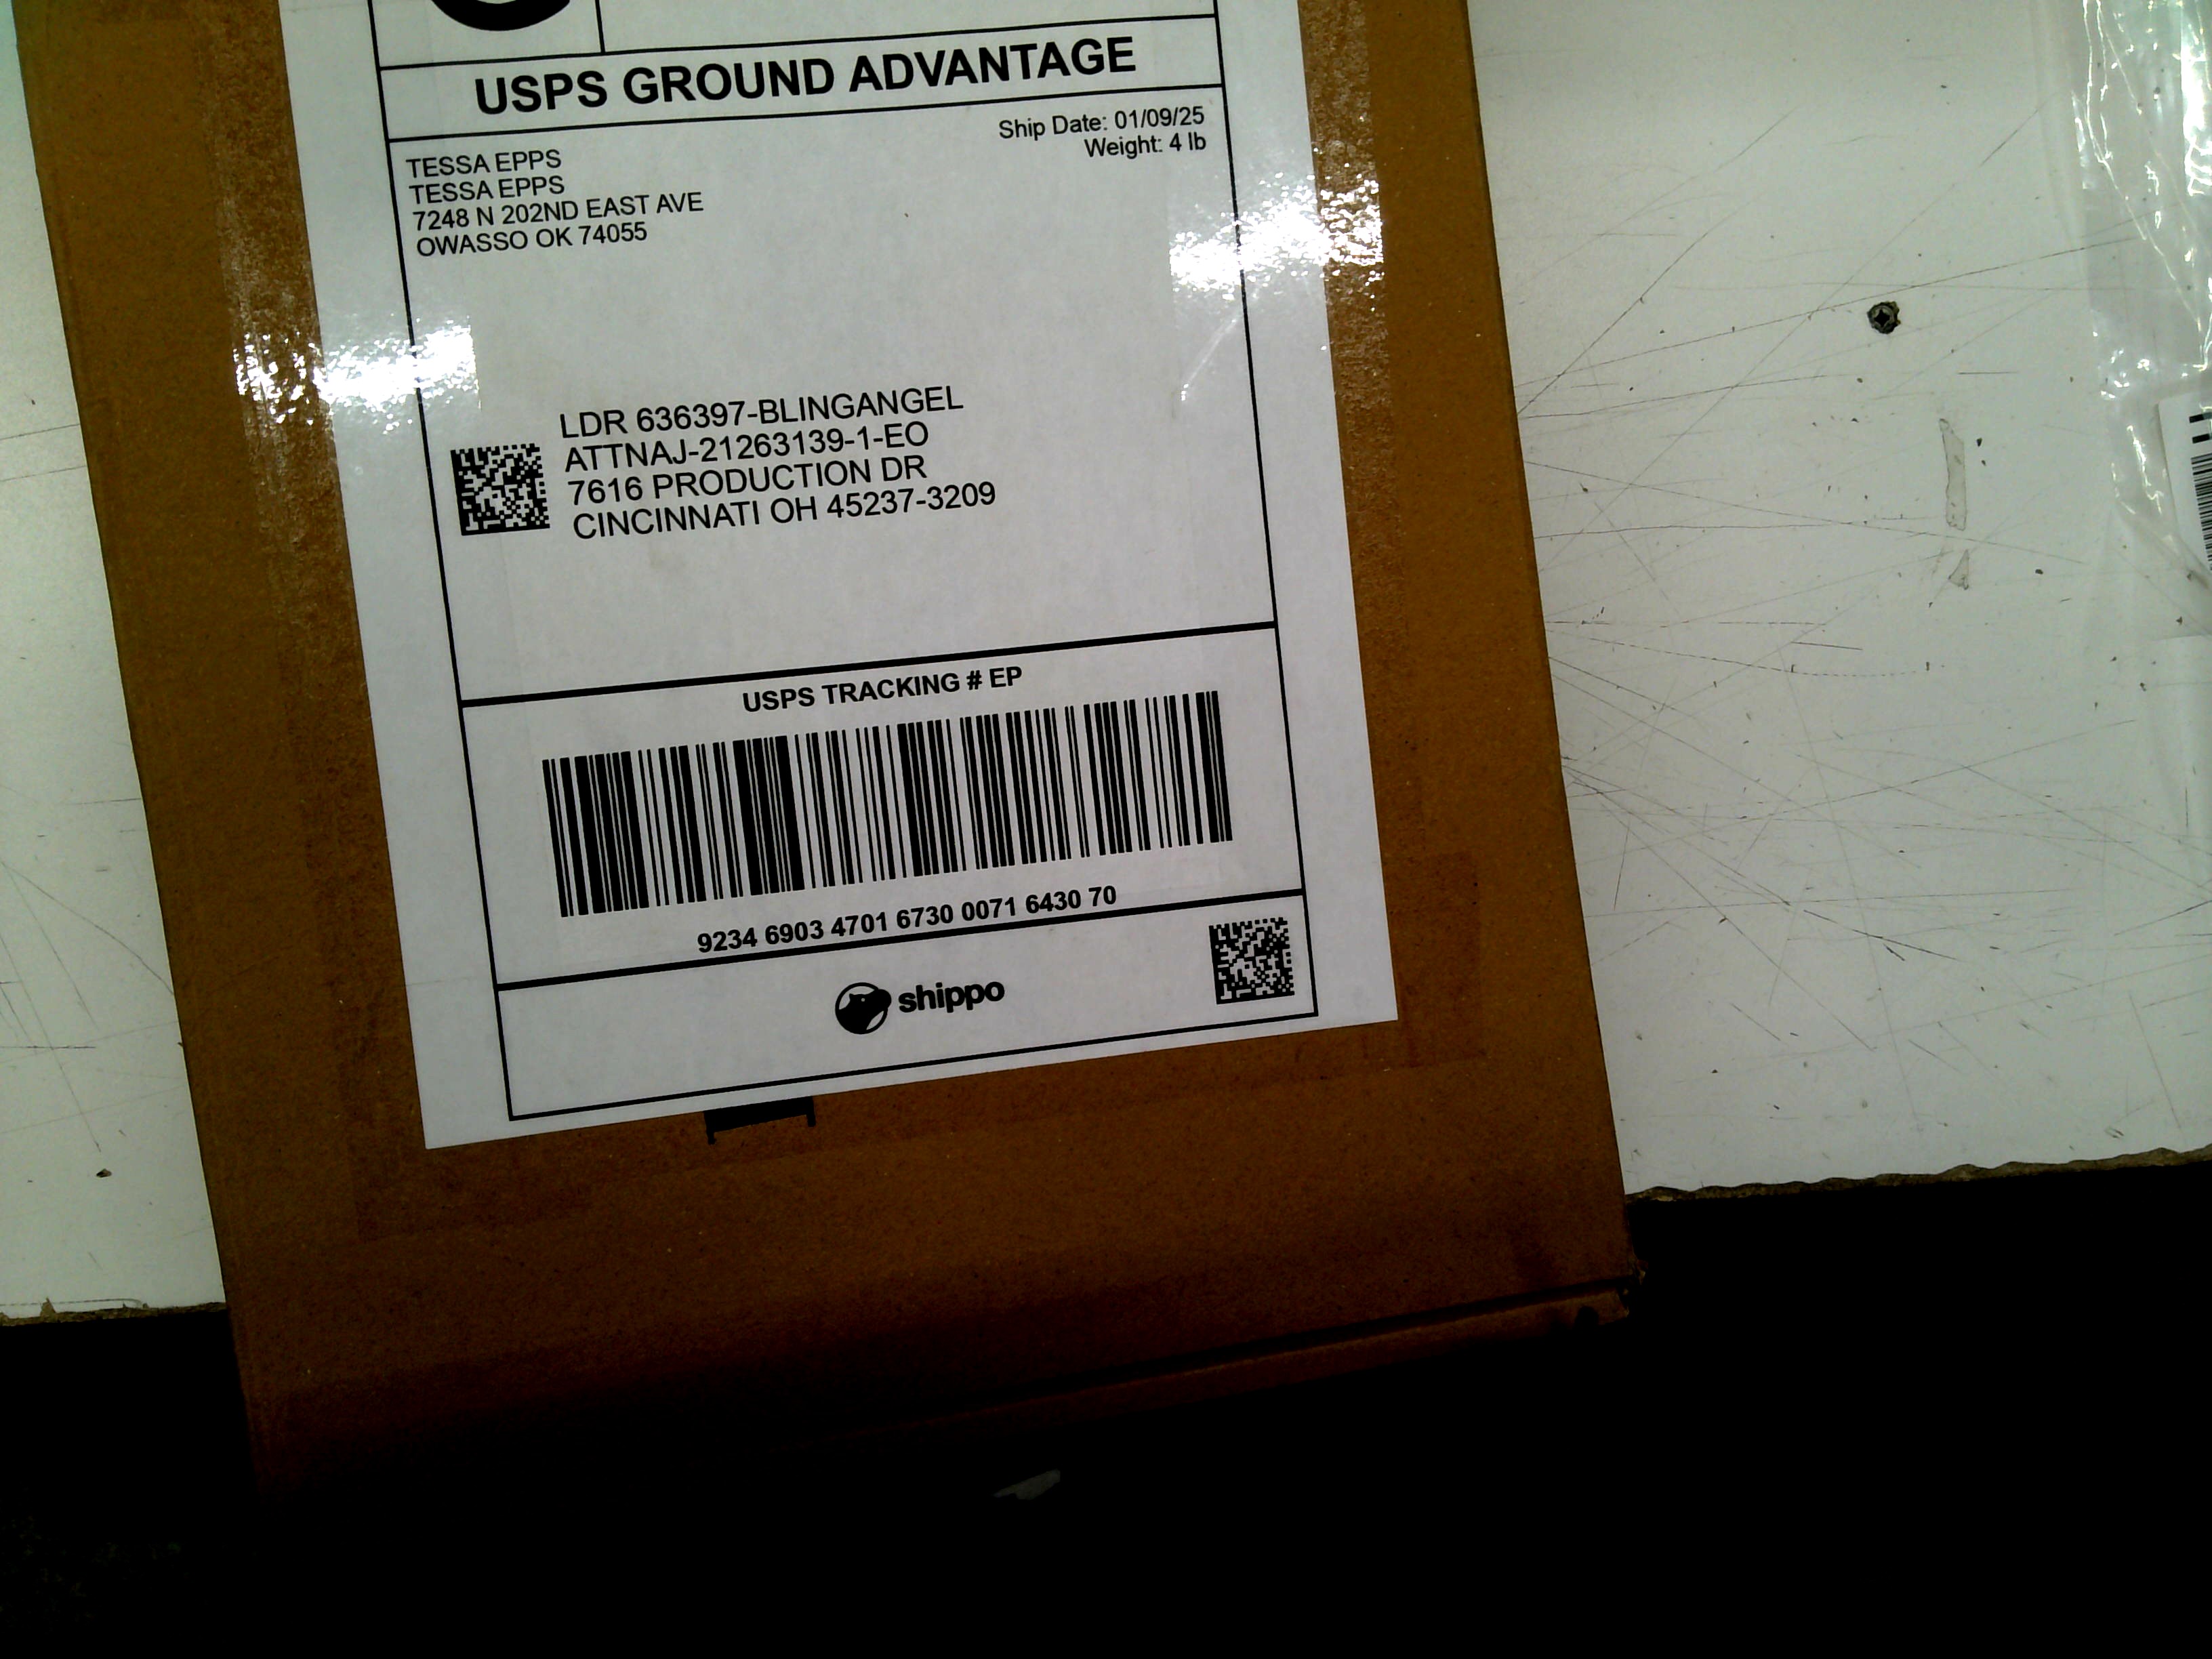 USPS GROUND ADVANTAGE
Ship Date: 01/09/25
Weight: 4 lb
TESSA EPPS
TESSA EPPS
7248 N 202ND EAST AVE
OWASSO OK 74055
LDR 636397-BLINGANGEL
ATTNAJ-21263139-1-EO
7616 PRODUCTION DR
CINCINNATI OH 45237-3209
USPS TRACKING # EP
9234 6903 4701 6730 0071 6430 70
shippo